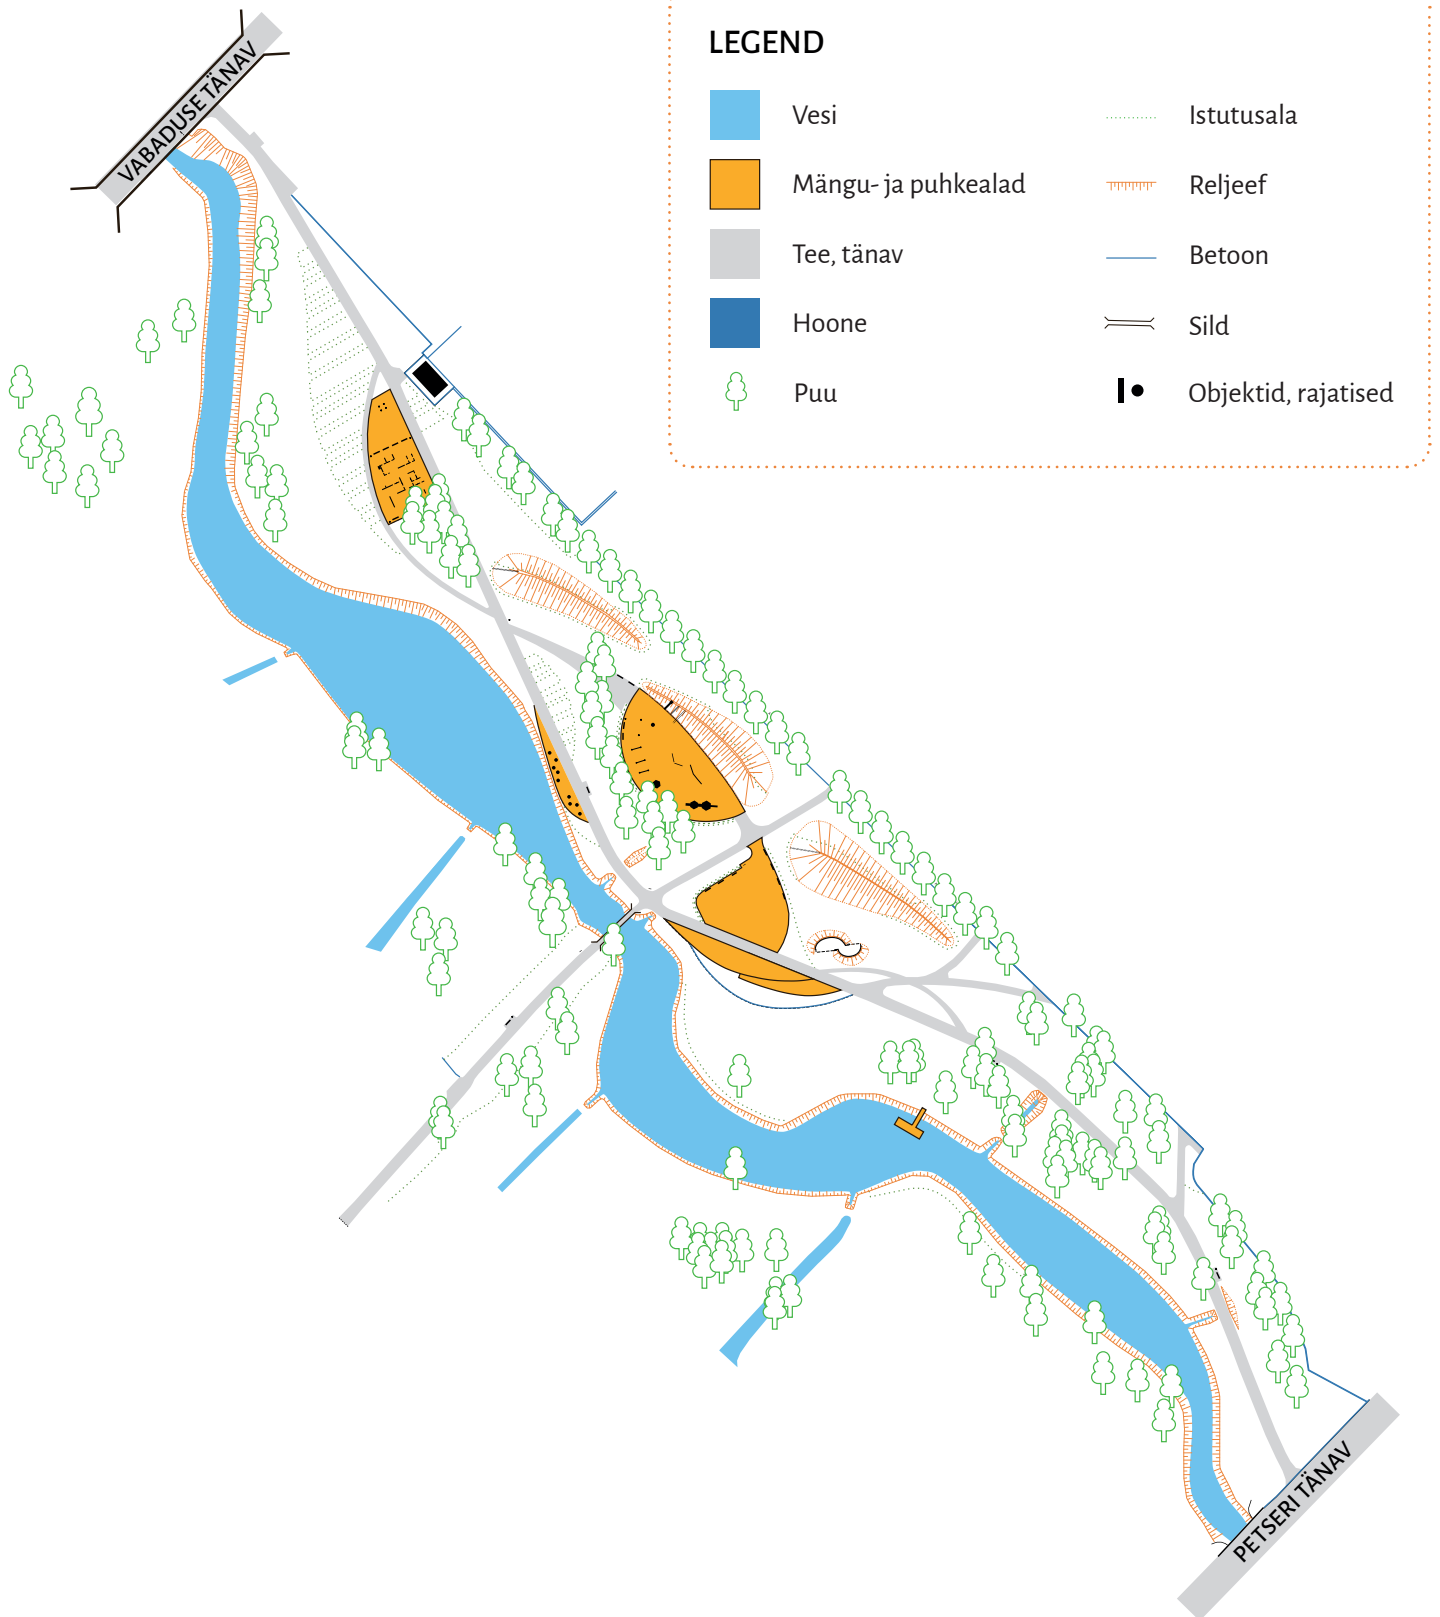 LEGEND
Vesi
Mängu- ja puhkealad
Tee, tänav
Hoone
Puu
Istutusala
Reljeef
Betoon
Sild
Objektid, rajatised
VABADUSE TÄNAV
PETSERI TÄNAV